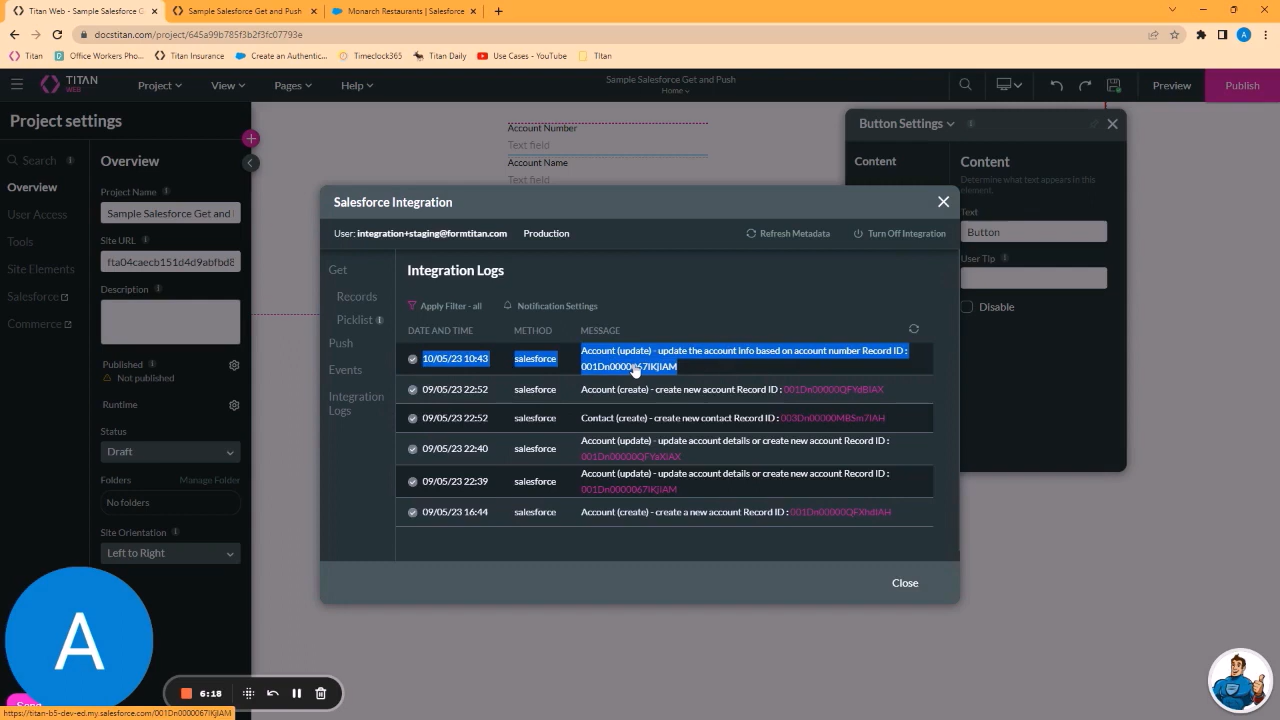 Titan Web - Sample Salesforce G
Sample Salesforce Get and Push
Monarch Restaurants | Salesforce
docstitan.com/project/645a99b785f3b2f3fc07793e
A
Titan
Office Workers Pho...
Titan Insurance
Create an Authentic...
Timeclock365
Titan Daily
Use Cases - YouTube
Titan
TITAN
WEB
Project
View
Pages
Help
Sample Salesforce Get and Push
Home
Preview
Publish
Project settings
Search
Overview
User Access
Tools
Site Elements
Salesforce
Commerce
Overview
Project Name
Sample Salesforce Get and
Site URL
fta04caecb151d4d9abfbd8
Description
Published
Not published
Runtime
Status
Draft
Folders
Manage Folder
No folders
Site Orientation
Left to Right
Account Number
Text field
Account Name
Text field
Salesforce Integration
User: integration+staging@formtitan.com
Production
Refresh Metadata
Turn Off Integration
Get
Records
Picklist
Push
Events
Integration
Logs
Integration Logs
Apply Filter - all
Notification Settings
DATE AND TIME METHOD MESSAGE
10/05/23 10:43 salesforce Account (update) - update the account info based on account number Record ID :
001Dn0000067IKjIAM
09/05/23 22:52 salesforce Account (create) - create new account Record ID : 001Dn00000QFYdBIAX
09/05/23 22:52 salesforce Contact (create) - create new contact Record ID : 003Dn00000MBSm7IAH
09/05/23 22:40 salesforce Account (update) - update account details or create new account Record ID :
001Dn00000QFYaXIAX
09/05/23 22:39 salesforce Account (update) - update account details or create new account Record ID :
001Dn0000067IKjIAM
09/05/23 16:44 salesforce Account (create) - create a new account Record ID : 001Dn00000QFXhdIAH
Close
Button Settings
Content
Content
Determine what text appears in this
element.
Text
Button
User Tip
Disable
A
6:18
https://titan-b5-dev-ed.my.salesforce.com/001Dn0000067IKjIAM